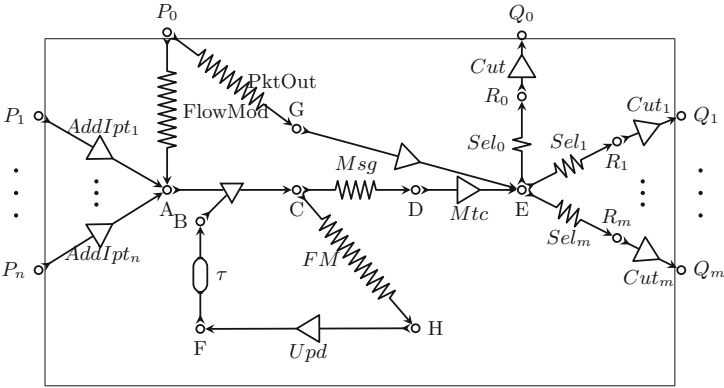 P₀
Q₀
Cut
PktOut
FlowMod
G
R₀
P₁
AddIpt₁
Sel₀
Sel₁
Cut₁
Q₁
R₁
Msg
A
B
C
D
Mtc
E
Rₘ
AddIptₙ
Selₘ
Pₙ
FM
τ
Cutₘ
Qₘ
F
Upd
H